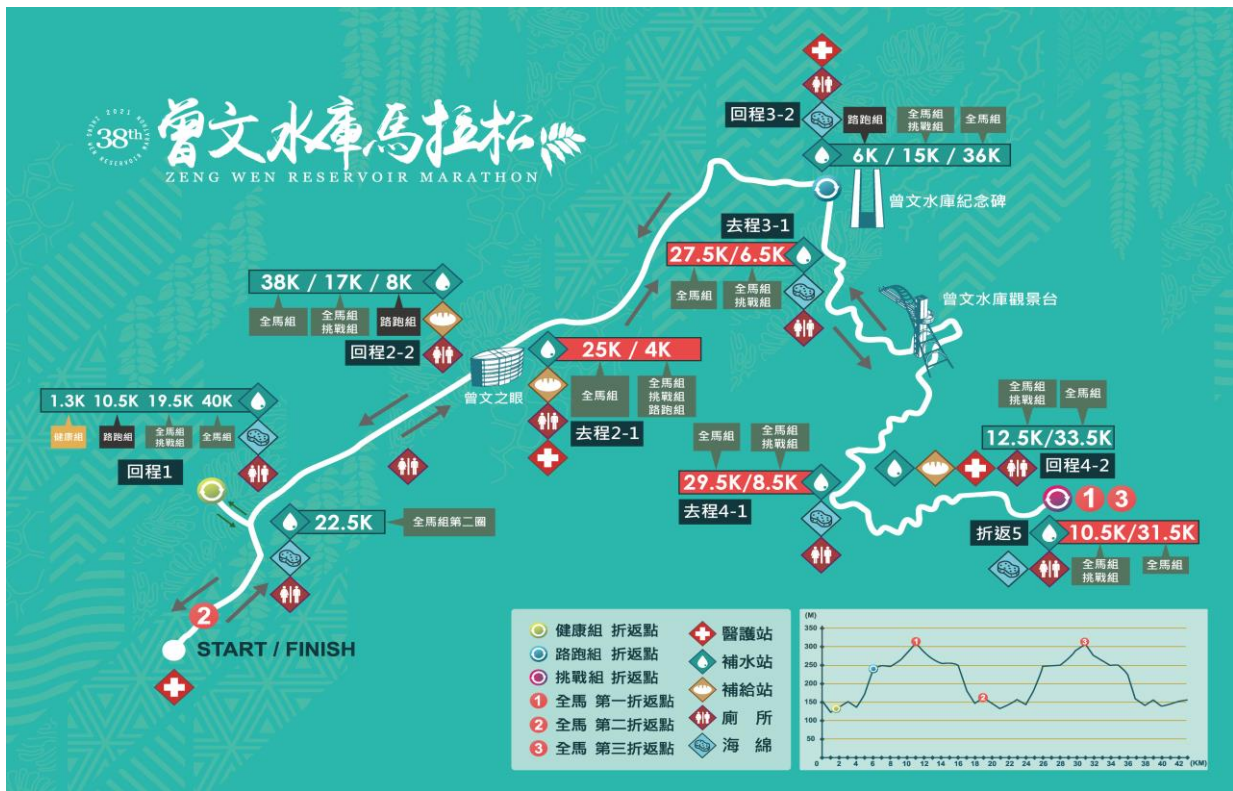 2021
ZENG WEN RESERVOIR MARATHON
38th
曾文水庫馬拉松
ZENG WEN RESERVOIR MARATHON
回程3-2
路跑組
全馬組
挑戰組
全馬組
6K / 15K / 36K
曾文水庫紀念碑
去程3-1
27.5K/6.5K
全馬組
全馬組
挑戰組
曾文水庫觀景台
38K / 17K / 8K
全馬組
全馬組
挑戰組
路跑組
回程2-2
曾文之眼
25K / 4K
全馬組
全馬組
挑戰組
路跑組
去程2-1
1.3K 10.5K 19.5K 40K
健康組
路跑組
全馬組
挑戰組
全馬組
回程1
22.5K
全馬組第二圈
全馬組
全馬組
挑戰組
29.5K/8.5K
去程4-1
全馬組
挑戰組
全馬組
12.5K/33.5K
回程4-2
1 3
折返5
10.5K/31.5K
全馬組
挑戰組
全馬組
2
START / FINISH
健康組 折返點
路跑組 折返點
挑戰組 折返點
1 全馬 第一折返點
2 全馬 第二折返點
3 全馬 第三折返點
醫護站
補水站
補給站
廁 所
海 綿
(M)
350
300
250
200
150
100
50
1
2
3
0 2 4 6 8 10 12 14 16 18 20 22 24 26 28 30 32 34 36 38 40 42 (KM)